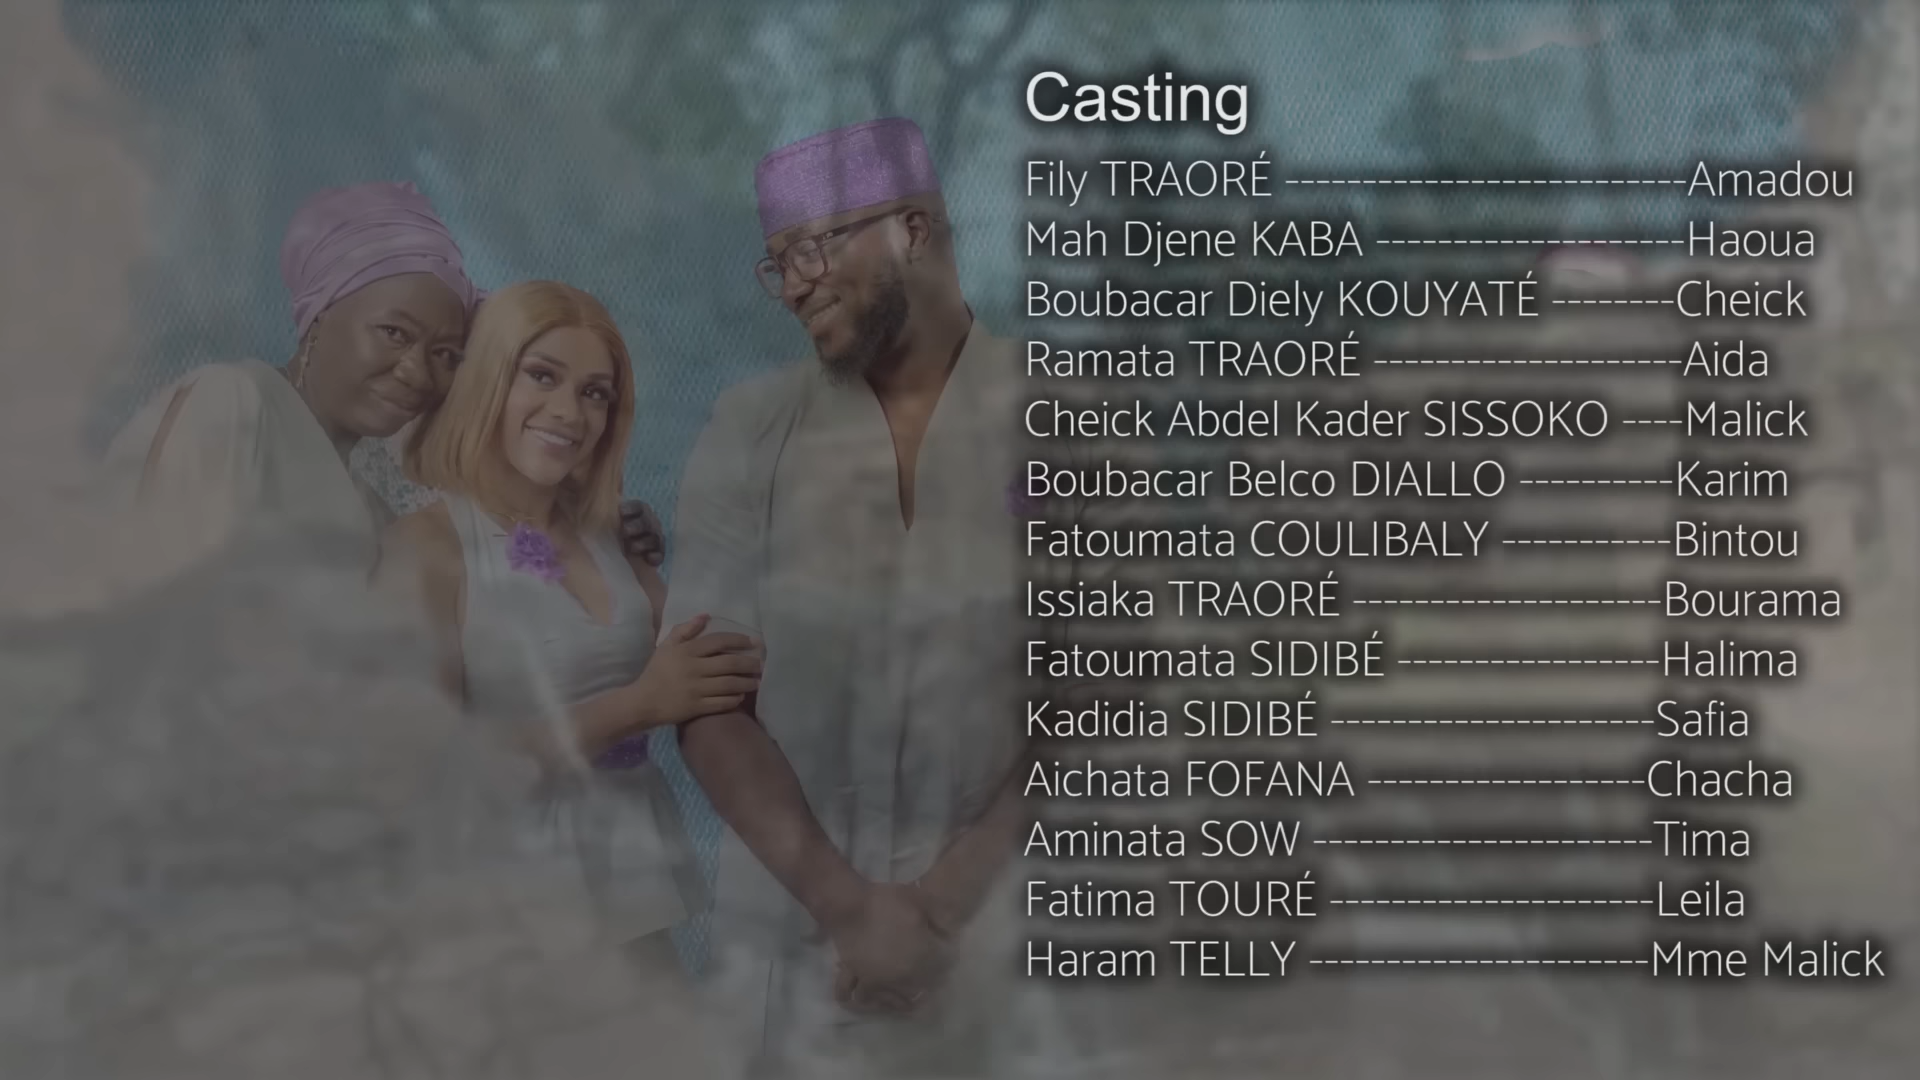 Casting
Fily TRAORÉ --------------------------Amadou
Mah Djene KABA --------------------Haoua
Boubacar Diely KOUYATÉ --------Cheick
Ramata TRAORÉ --------------------Aida
Cheick Abdel Kader SISSOKO ----Malick
Boubacar Belco DIALLO ----------Karim
Fatoumata COULIBALY -----------Bintou
Issiaka TRAORÉ --------------------Bourama
Fatoumata SIDIBÉ -----------------Halima
Kadidia SIDIBÉ ---------------------Safia
Aichata FOFANA ------------------Chacha
Aminata SOW ----------------------Tima
Fatima TOURÉ ---------------------Leila
Haram TELLY ----------------------Mme Malick